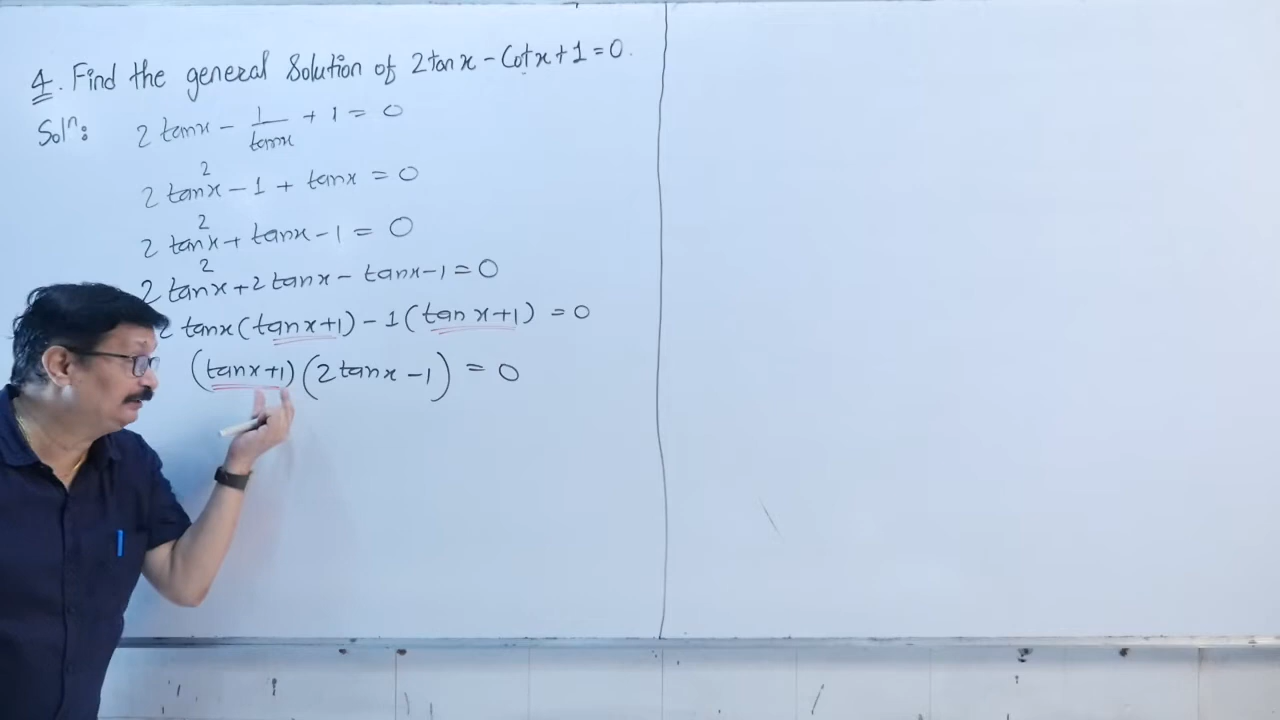 4. Find the general Solution of 2 tan x - Cot x + 1 = 0.
Solⁿ: 2 tan x - 1/tan x + 1 = 0
2 tan²x - 1 + tan x = 0
2 tan²x + tan x - 1 = 0
2 tan²x + 2 tan x - tan x - 1 = 0
2 tan x (tan x + 1) - 1 (tan x + 1) = 0
(tan x + 1) (2 tan x - 1) = 0